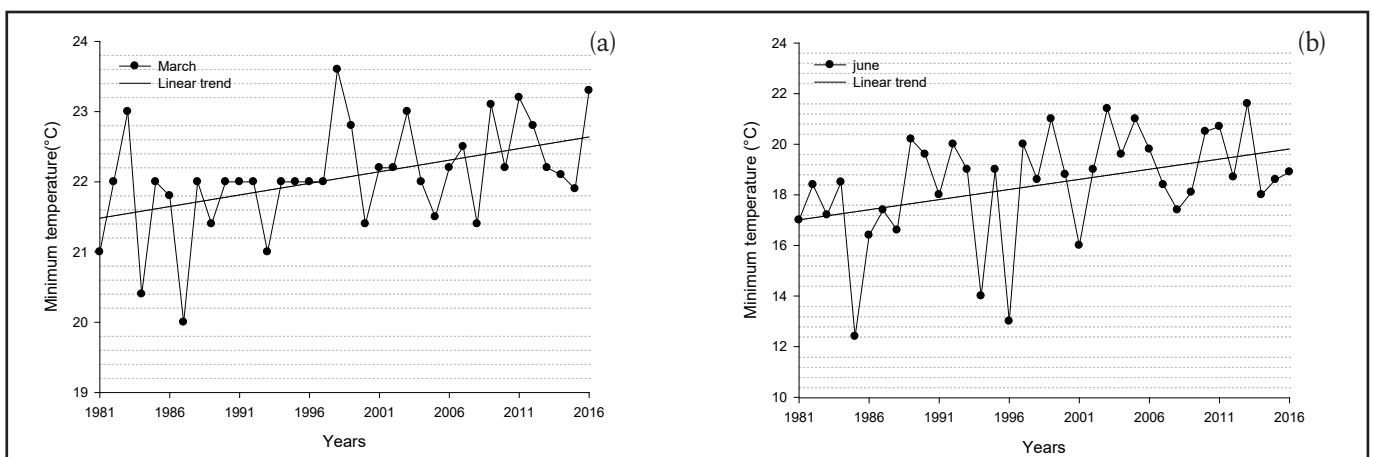 (a)
March
Linear trend
Minimum temperature(°C)
24
23
22
21
20
19
1981 1986 1991 1996 2001 2006 2011 2016
Years
(b)
june
Linear trend
Minimum temperature (°C)
24
22
20
18
16
14
12
10
1981 1986 1991 1996 2001 2006 2011 2016
Years